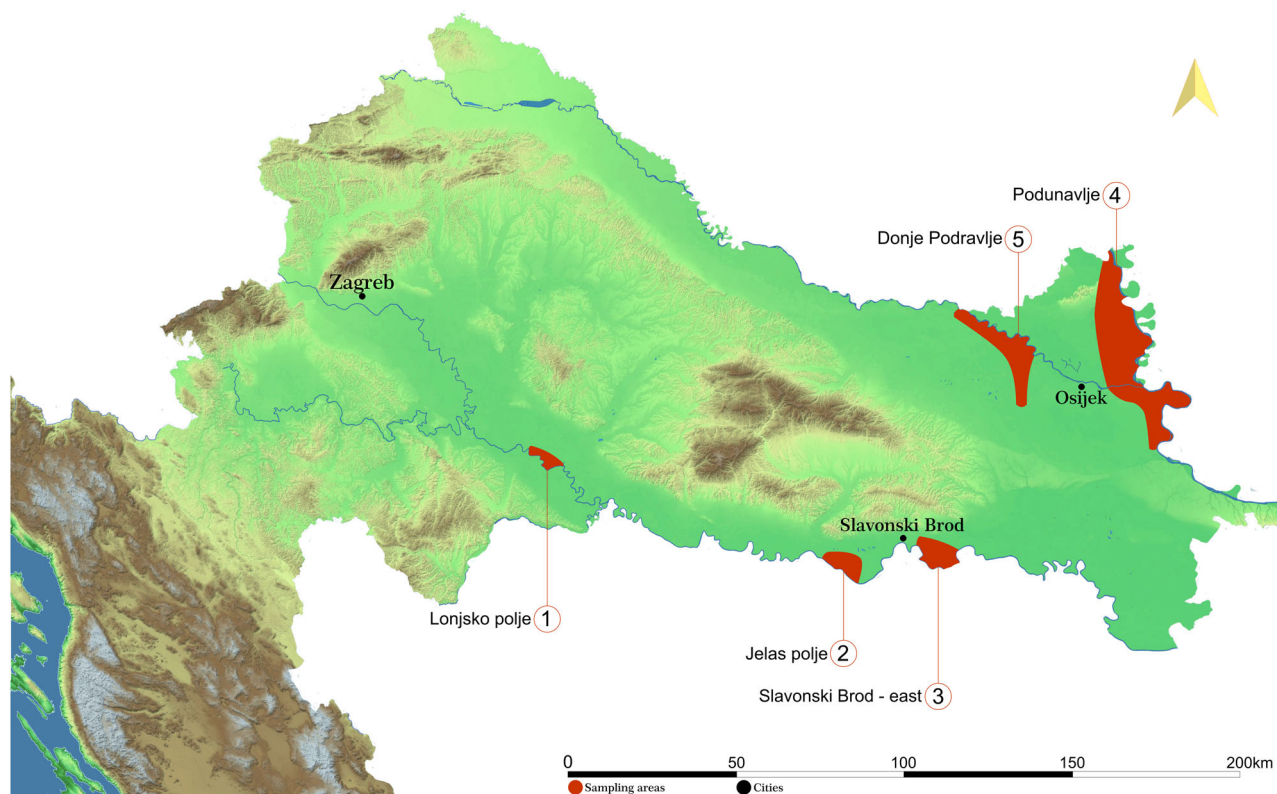 Podunavlje 4
Donje Podravlje 5
Zagreb
Osijek
Slavonski Brod
Lonjsko polje 1
Jelas polje 2
Slavonski Brod - east 3
0 50 100 150 200km
Sampling areas Cities